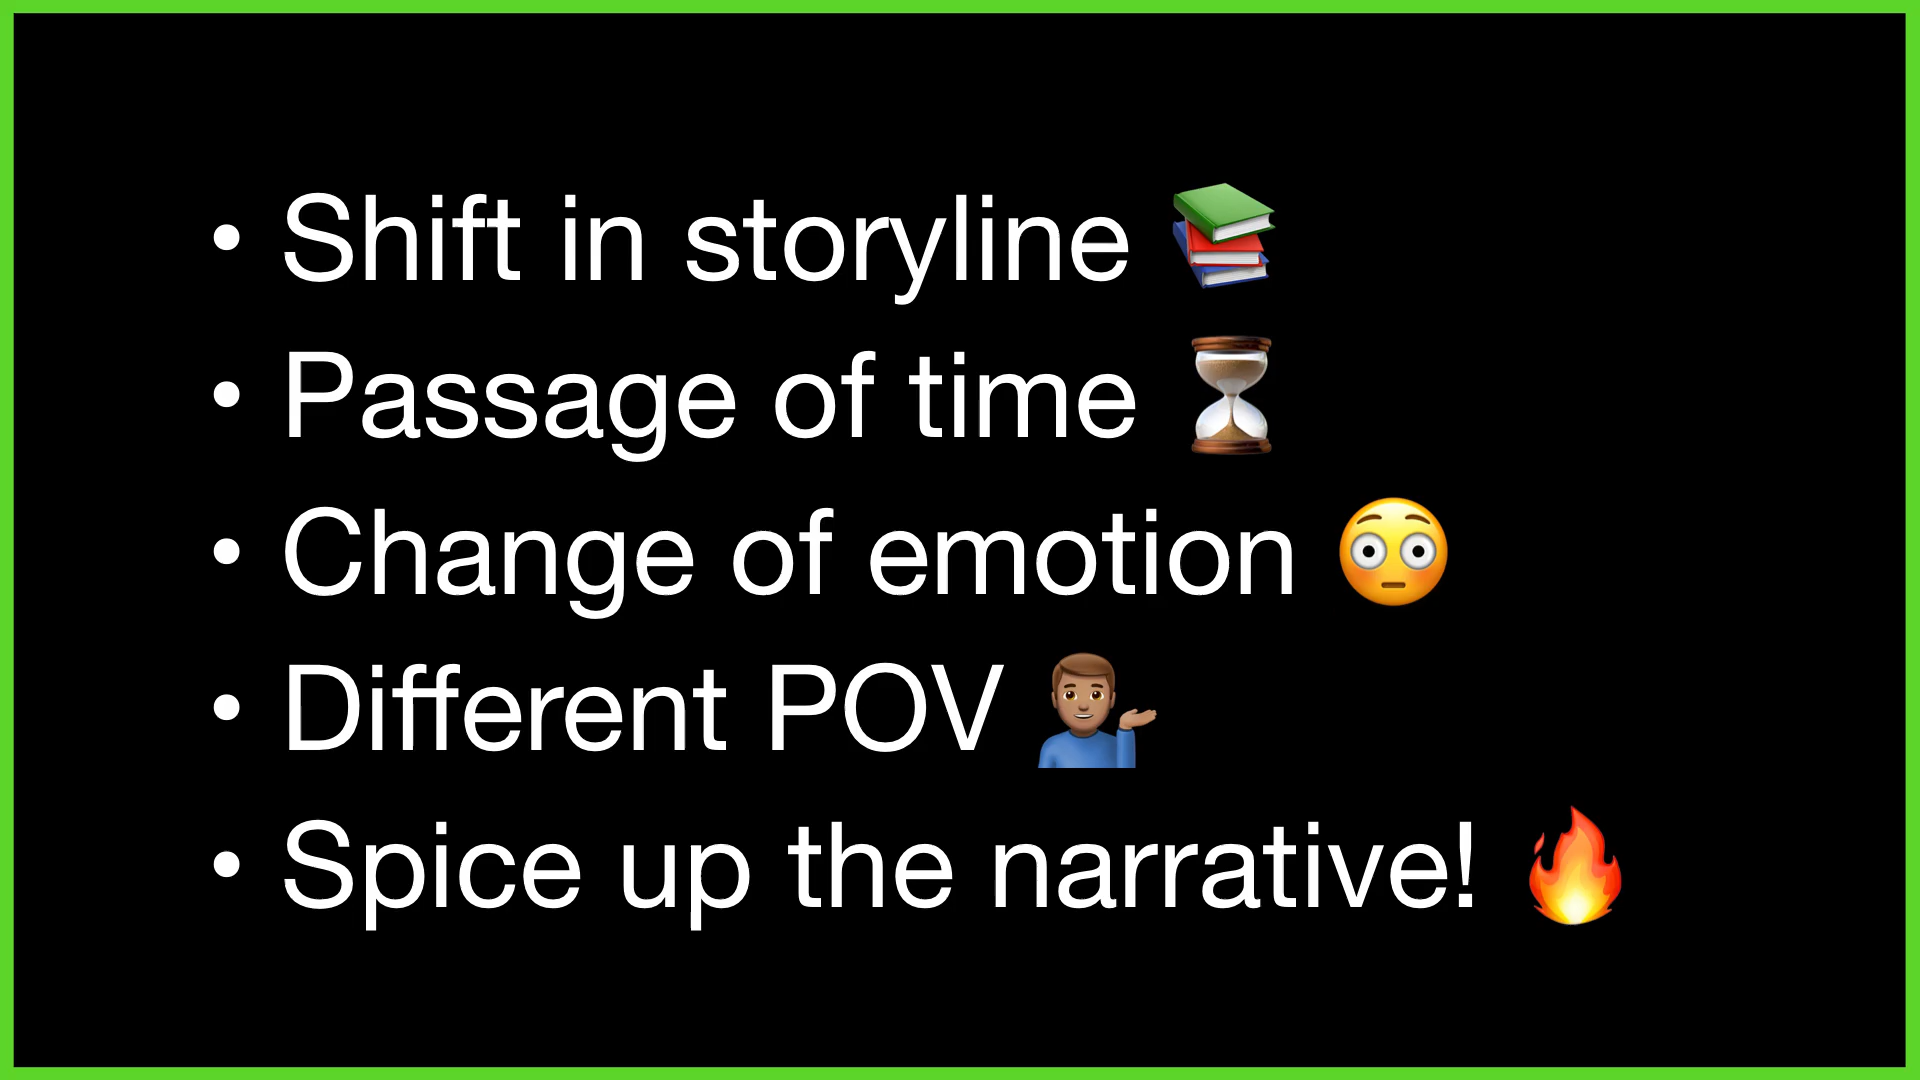 • Shift in storyline 📚
• Passage of time ⏳
• Change of emotion 😳
• Different POV 💁🏽‍♂️
• Spice up the narrative! 🔥